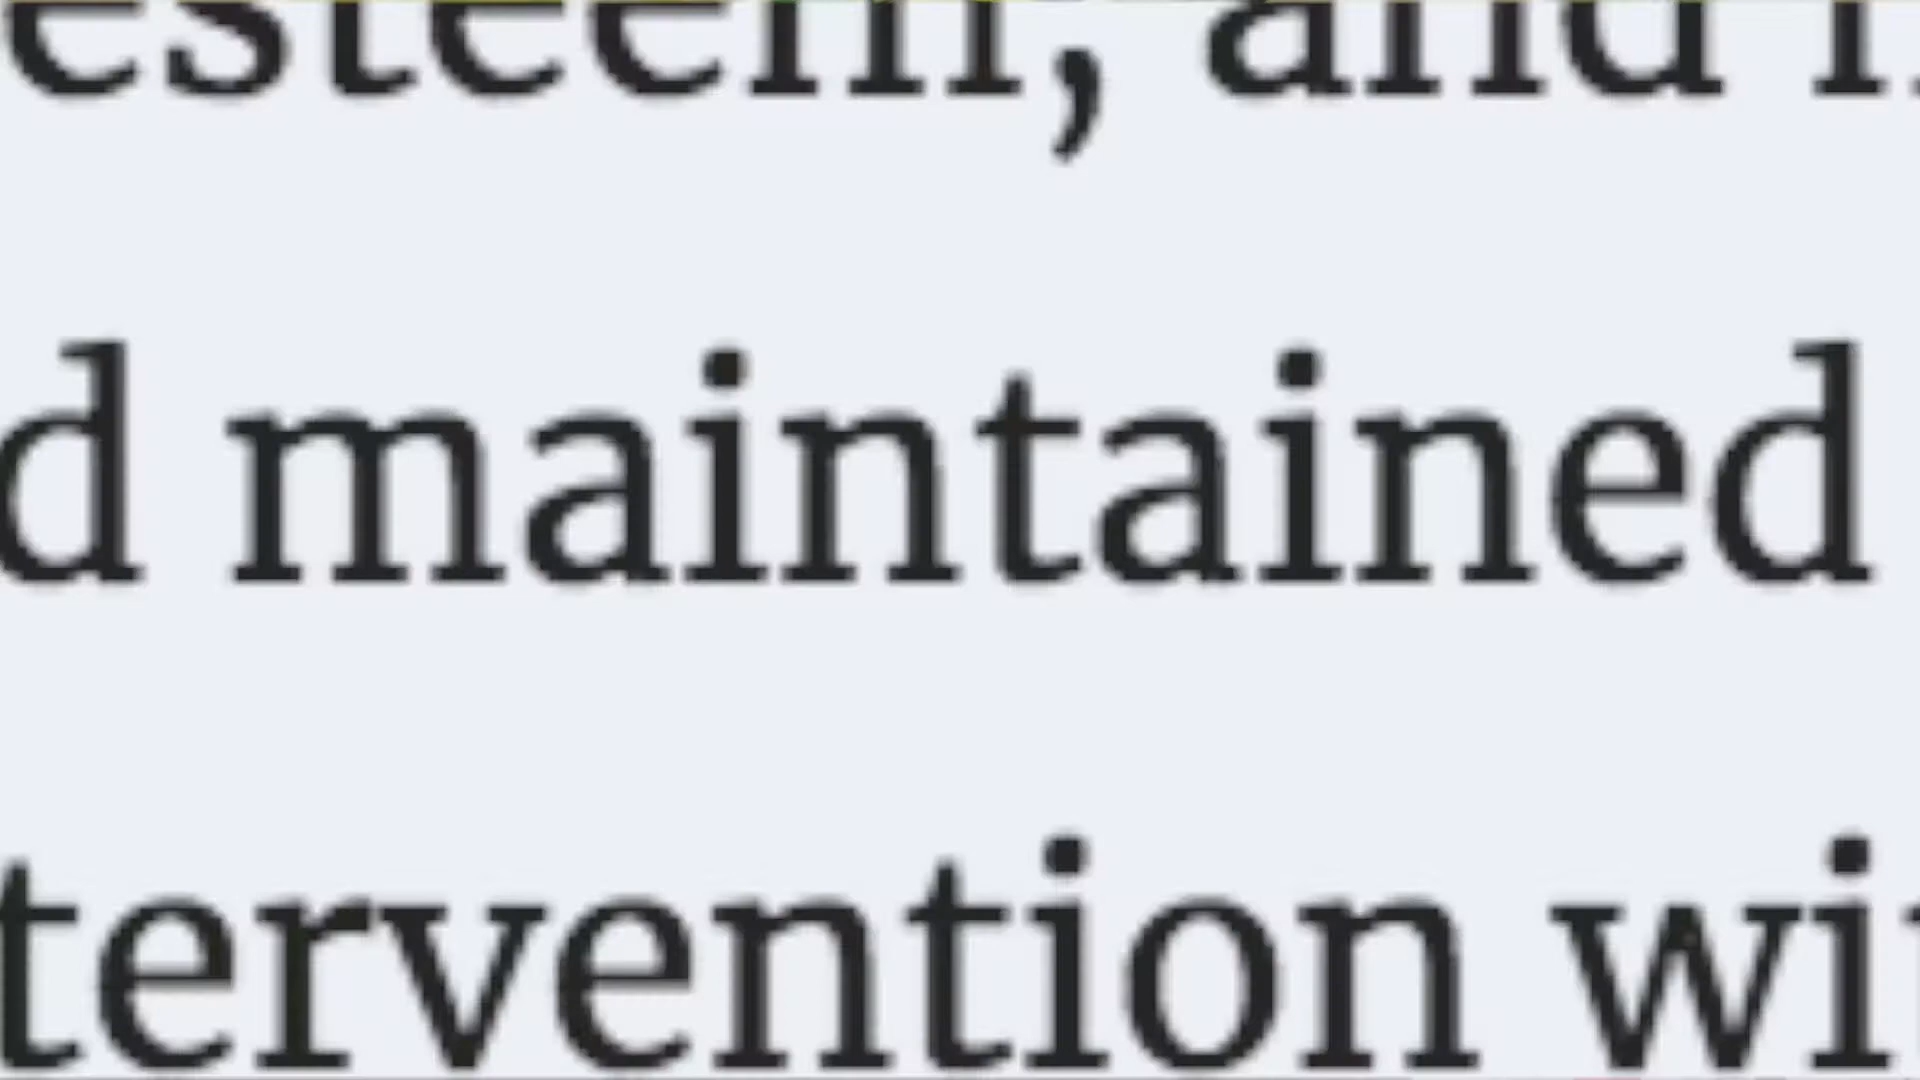 esteem, and
d maintained
tervention wi